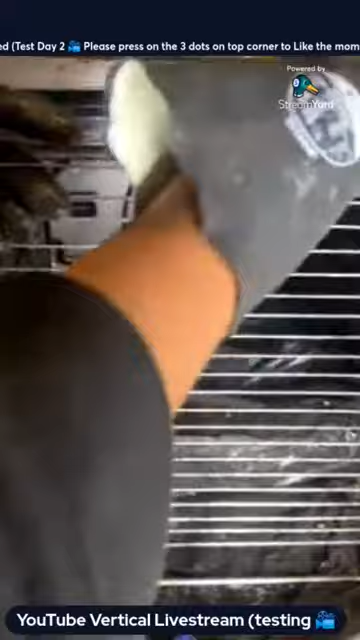 ed (Test Day 2 🎦 Please press on the 3 dots on top corner to Like the mom
Powered by
StreamYard
YouTube Vertical Livestream (testing 🎦